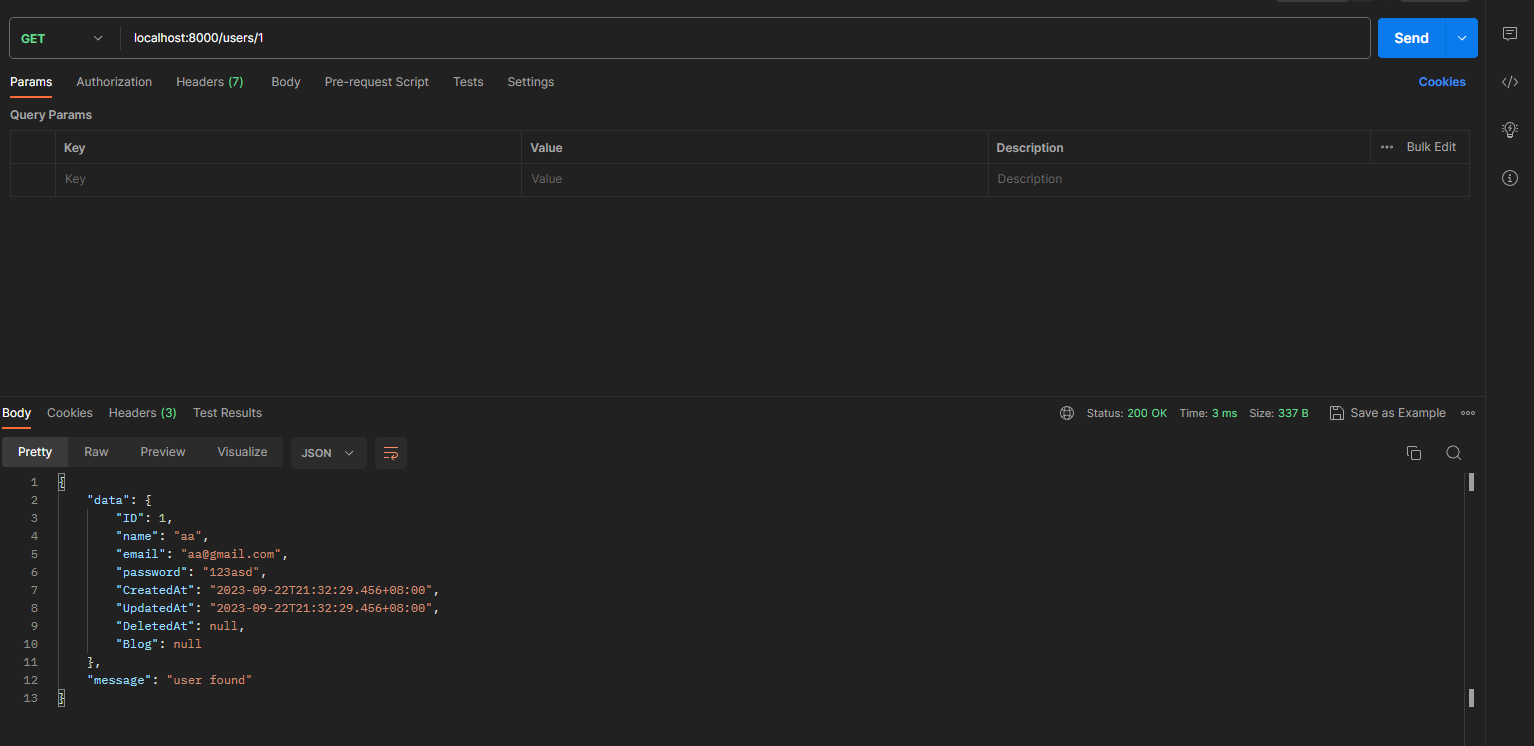 GET localhost:8000/users/1 Send
Params Authorization Headers (7) Body Pre-request Script Tests Settings Cookies
Query Params
Key Value Description Bulk Edit
Key Value Description
Body Cookies Headers (3) Test Results Status: 200 OK Time: 3 ms Size: 337 B Save as Example
Pretty Raw Preview Visualize JSON
1 {
2 "data": {
3 "ID": 1,
4 "name": "aa",
5 "email": "aa@gmail.com",
6 "password": "123asd",
7 "CreatedAt": "2023-09-22T21:32:29.456+08:00",
8 "UpdatedAt": "2023-09-22T21:32:29.456+08:00",
9 "DeletedAt": null,
10 "Blog": null
11 },
12 "message": "user found"
13 }